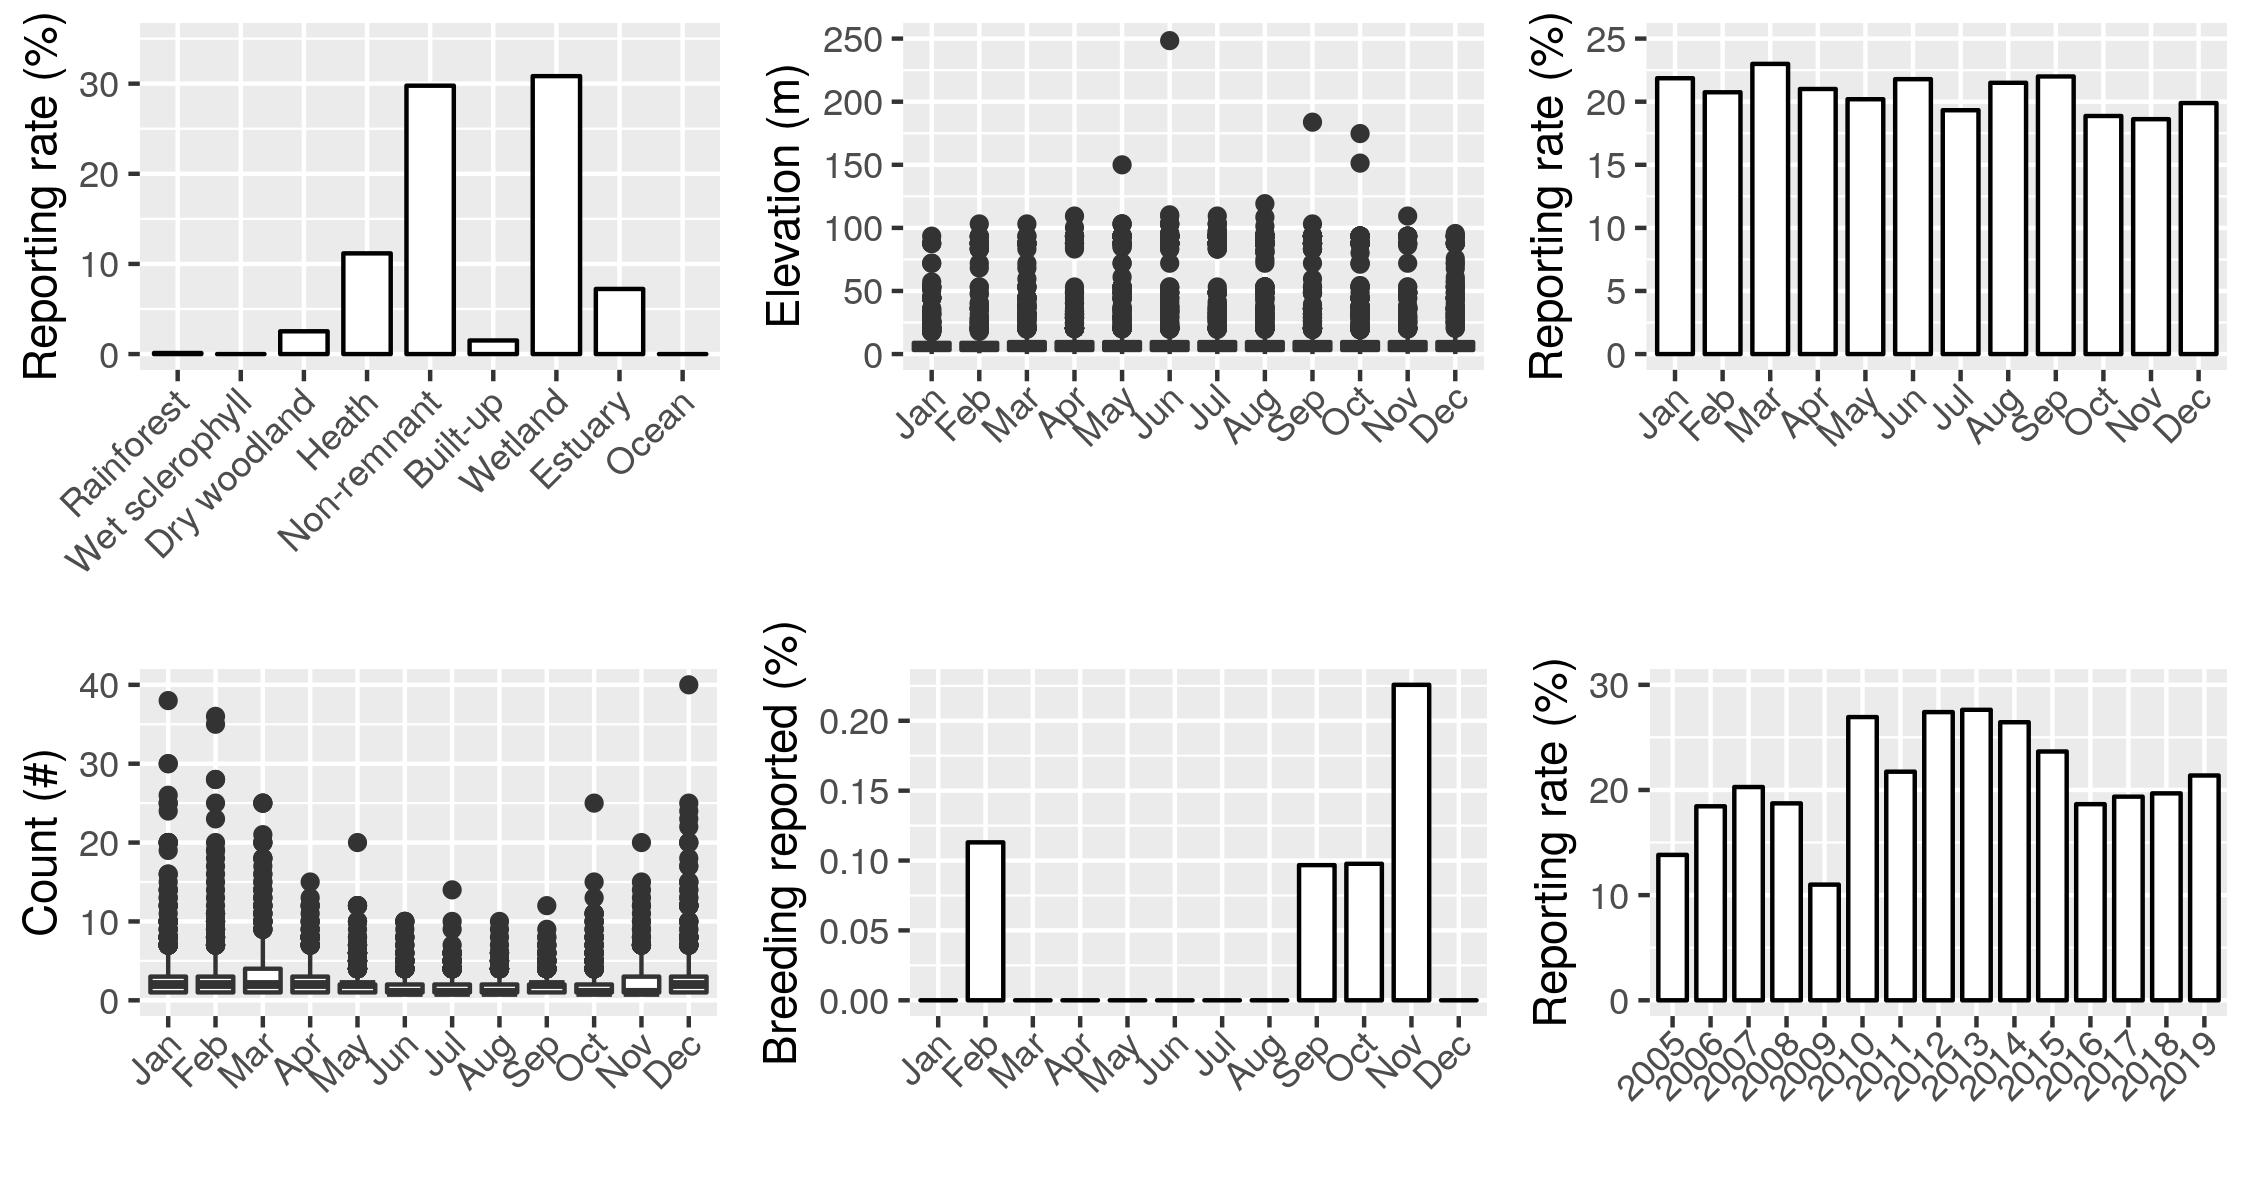 Reporting rate (%)
30
20
10
0
Rainforest
Wet sclerophyll
Dry woodland
Heath
Non-remnant
Built-up
Wetland
Estuary
Ocean
Elevation (m)
250
200
150
100
50
0
Jan
Feb
Mar
Apr
May
Jun
Jul
Aug
Sep
Oct
Nov
Dec
Reporting rate (%)
25
20
15
10
5
0
Jan
Feb
Mar
Apr
May
Jun
Jul
Aug
Sep
Oct
Nov
Dec
Count (#)
40
30
20
10
0
Jan
Feb
Mar
Apr
May
Jun
Jul
Aug
Sep
Oct
Nov
Dec
Breeding reported (%)
0.20
0.15
0.10
0.05
0.00
Jan
Feb
Mar
Apr
May
Jun
Jul
Aug
Sep
Oct
Nov
Dec
Reporting rate (%)
30
20
10
0
2005
2006
2007
2008
2009
2010
2011
2012
2013
2014
2015
2016
2017
2018
2019